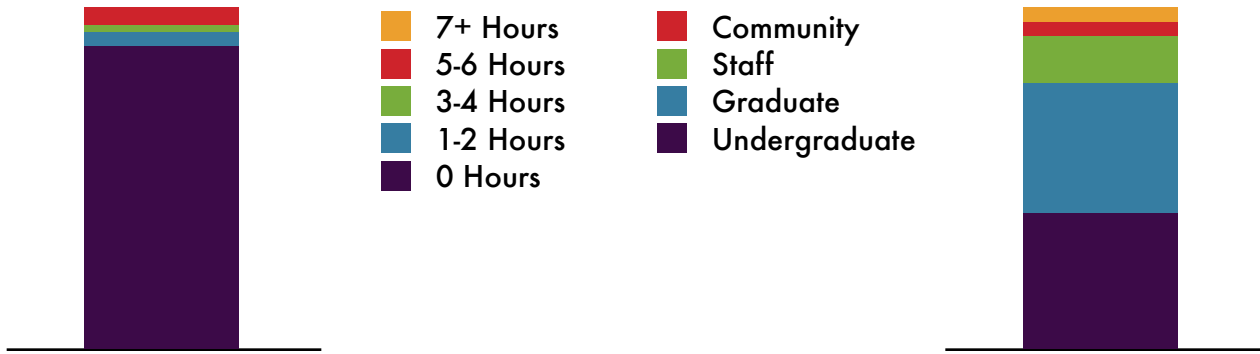 7+ Hours
5-6 Hours
3-4 Hours
1-2 Hours
0 Hours
Community
Staff
Graduate
Undergraduate